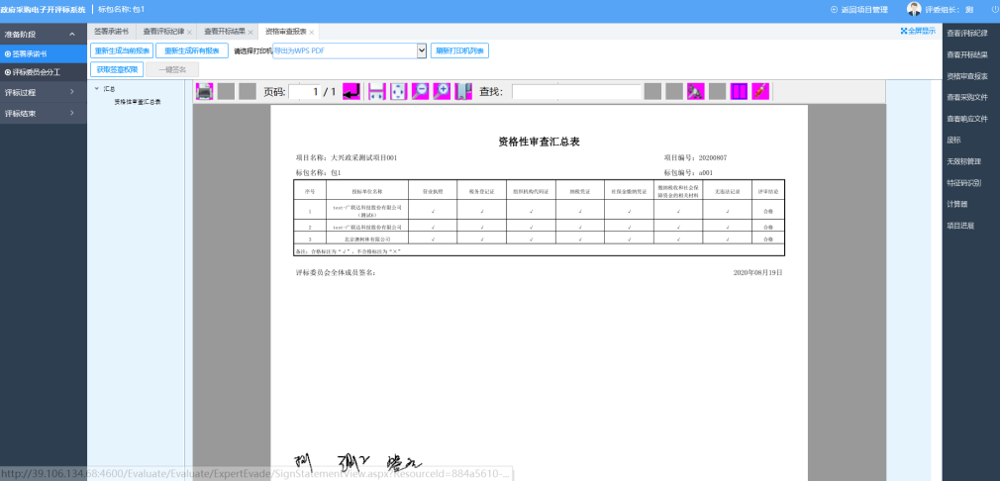 政府采购电子开评标系统 标包名称:包1 返回项目管理 评委组长: 测
准备阶段
签署承诺书
评标委员会分工
评标过程
评标结束
签署承诺书 查看评标纪律 × 查看开标结果 × 资格审查报表 × 全屏显示
重新生成当前报表 重新生成所有报表 请选择打印机 导出为WPS PDF 刷新打印机列表
获取签章权限 一键签名
汇总
资格性审查汇总表
页码: 1 / 1 查找:
资格性审查汇总表
项目名称: 大兴政采测试项目001 项目编号: 20200807
标包名称: 包1 标包编号: a001
序号 投标单位名称 营业执照 税务登记证 组织机构代码证 纳税凭证 社保金缴纳凭证 缴纳税收和社会保障资金的相关材料 无违法记录 评审结论
1 test-广联达科技股份有限公司(测试6) √ √ √ √ √ √ √ 合格
2 test-广联达科技股份有限公司 √ √ √ √ √ √ √ 合格
3 北京 有限公司 √ √ √ √ √ √ √ 合格
备注: 合格标注为“√”, 不合格标注为“×”
评标委员会全体成员签名:
2020年08月19日
查看评标纪律
查看开标结果
资格审查报表
查看采购文件
查看响应文件
废标
无效标管理
特征码识别
计算器
项目进展
http://39.106.134.68:4600/Evaluate/Evaluate/ExpertEvade/SignStatementView.aspx?ResourceId=884a5610-...